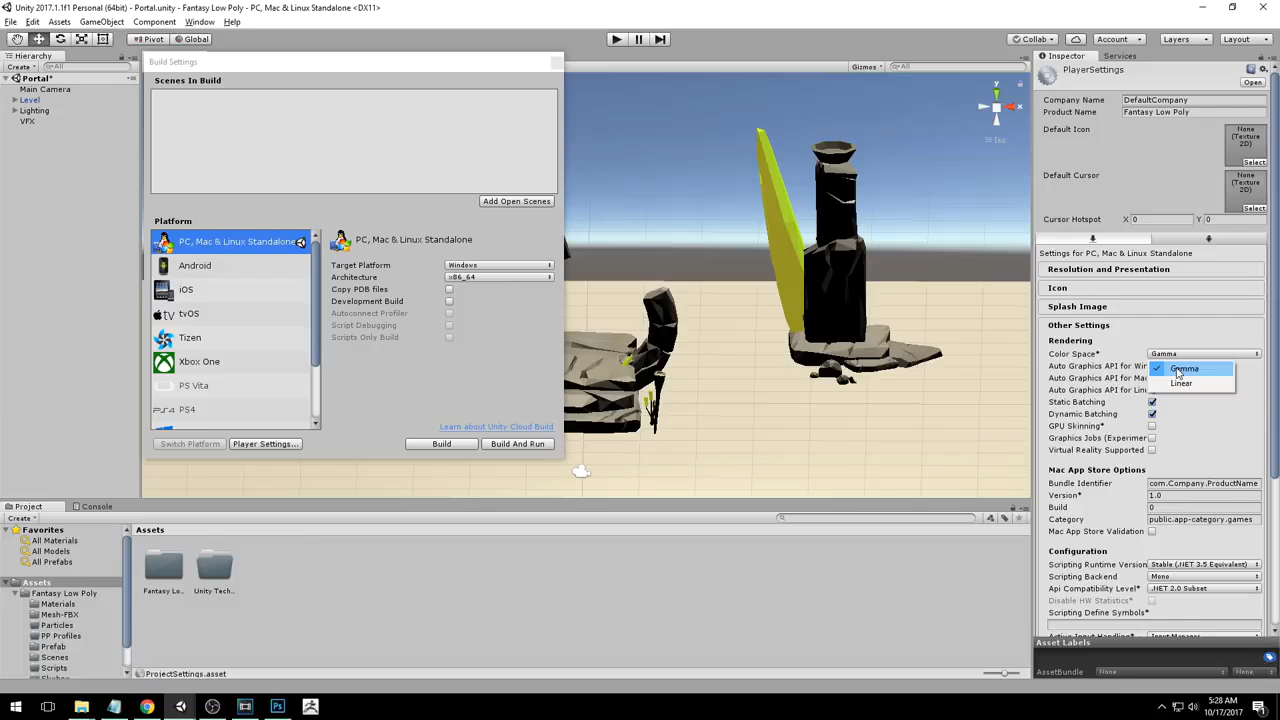 Unity 2017.1.1f1 Personal (64bit) - Portal.unity - Fantasy Low Poly - PC, Mac & Linux Standalone <DX11>
File Edit Assets GameObject Component Window Help
Pivot Global Collab Account Layers Layout
Hierarchy
Create All
Portal*
Main Camera
Level
Lighting
VFX
Build Settings
Scenes In Build
Add Open Scenes
Platform
PC, Mac & Linux Standalone
Android
iOS
tvOS
Tizen
Xbox One
PS Vita
PS4
PC, Mac & Linux Standalone
Target Platform Windows
Architecture x86_64
Copy PDB files
Development Build
Autoconnect Profiler
Script Debugging
Scripts Only Build
Learn about Unity Cloud Build
Switch Platform Player Settings... Build Build And Run
Gizmos All
y
x
Iso
Inspector Services
PlayerSettings
Open
Company Name DefaultCompany
Product Name Fantasy Low Poly
Default Icon
None (Texture 2D)
Select
Default Cursor
None (Texture 2D)
Select
Cursor Hotspot X 0 Y 0
Settings for PC, Mac & Linux Standalone
Resolution and Presentation
Icon
Splash Image
Other Settings
Rendering
Color Space* Gamma
Gamma
Linear
Auto Graphics API for Win
Auto Graphics API for Ma
Auto Graphics API for Lin
Static Batching
Dynamic Batching
GPU Skinning*
Graphics Jobs (Experimer
Virtual Reality Supported
Mac App Store Options
Bundle Identifier com.Company.ProductName
Version* 1.0
Build 0
Category public.app-category.games
Mac App Store Validation
Configuration
Scripting Runtime Version Stable (.NET 3.5 Equivalent)
Scripting Backend Mono
Api Compatibility Level* .NET 2.0 Subset
Disable HW Statistics*
Scripting Define Symbols*
Active Input Handling* Input Manager
Asset Labels
AssetBundle None None
Project Console
Create
Favorites
All Materials
All Models
All Prefabs
Assets
Fantasy Low Poly
Materials
Mesh-FBX
Particles
PP Profiles
Prefab
Scenes
Scripts
Skybox
Assets
Fantasy Lo...
Unity Tech...
ProjectSettings.asset
5:28 AM
10/17/2017